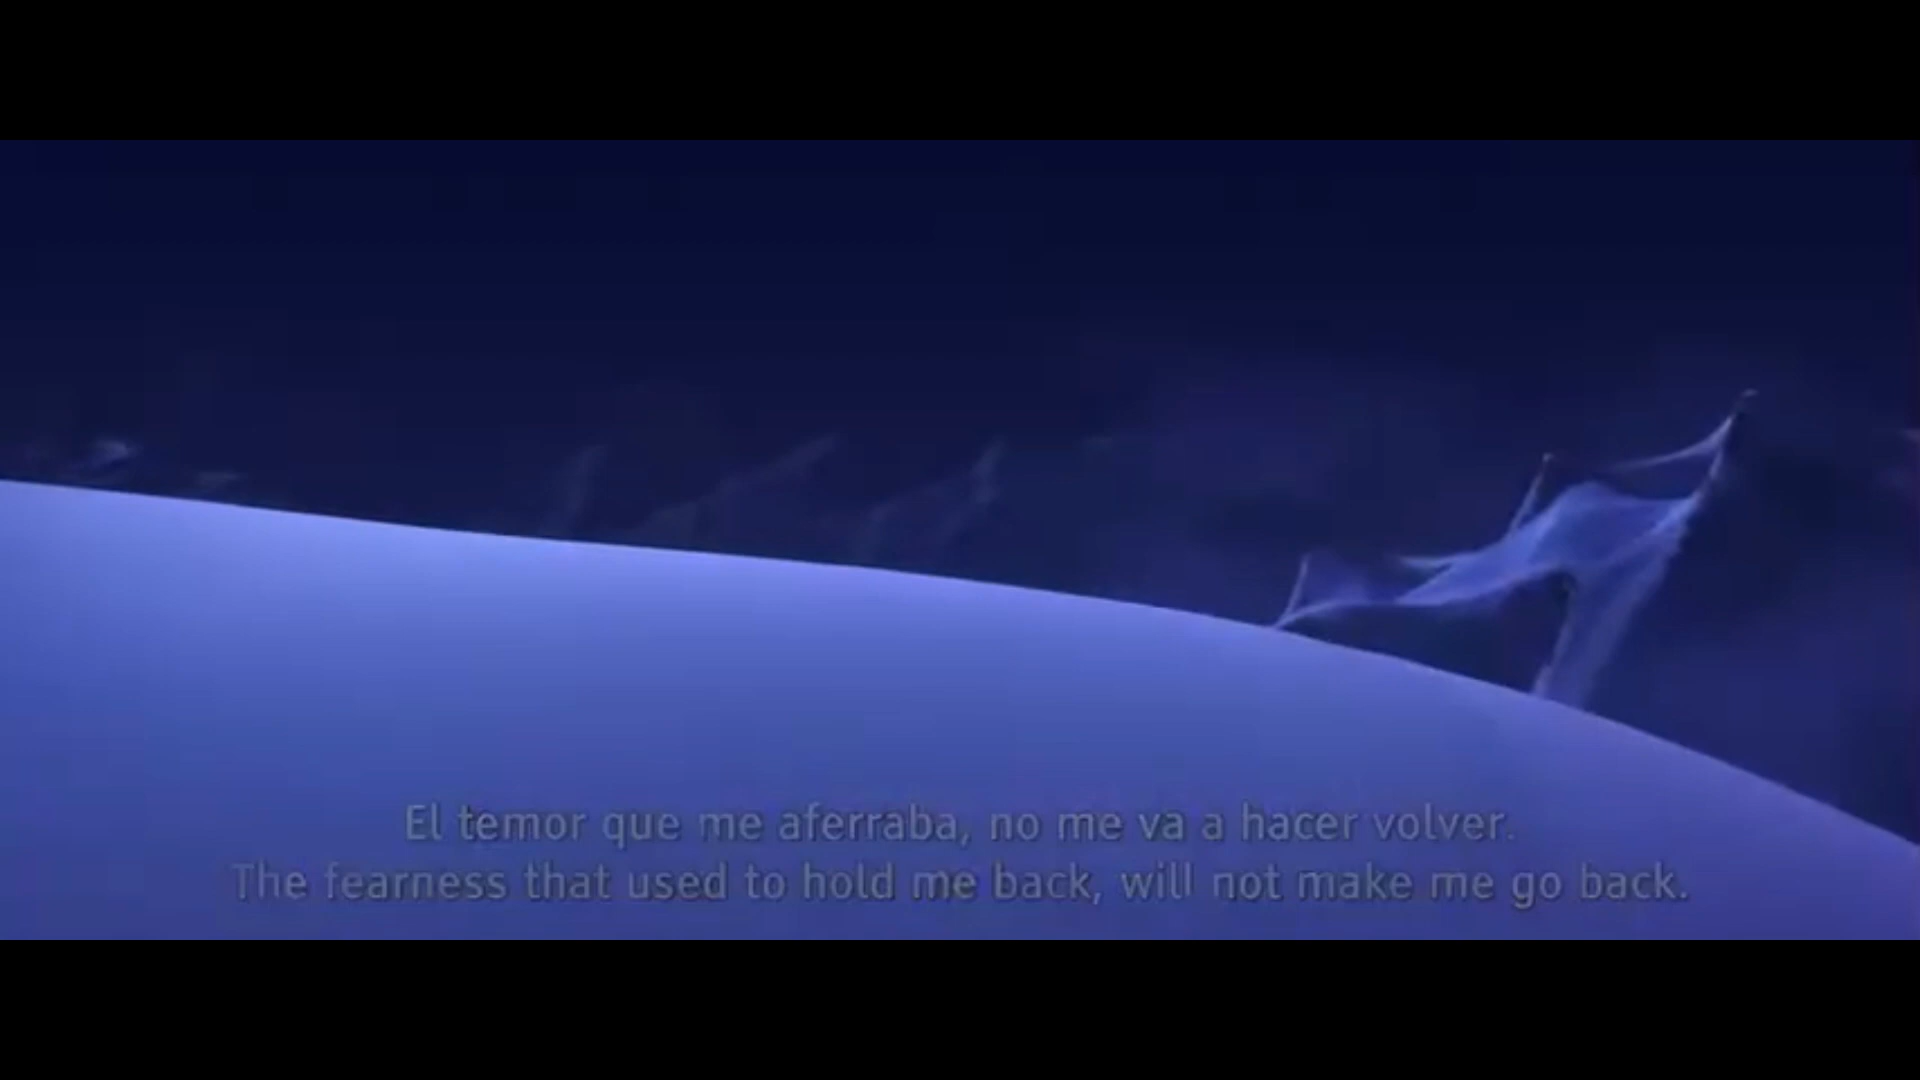 El temor que me aferraba, no me va a hacer volver.
The fearness that used to hold me back, will not make me go back.